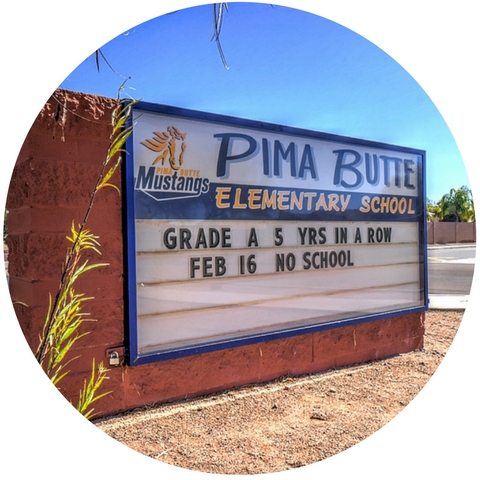 PIMA BUTTE
Mustangs
PIMA BUTTE
ELEMENTARY SCHOOL
GRADE A 5 YRS IN A ROW
FEB 16 NO SCHOOL